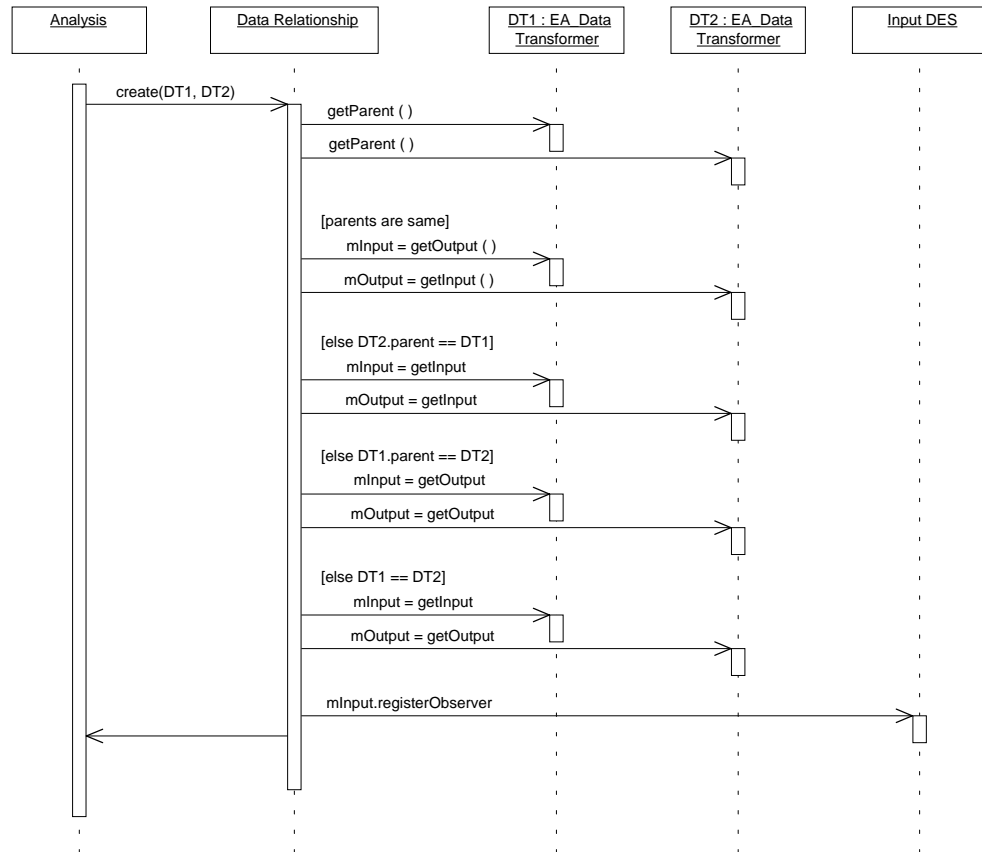 Analysis
Data Relationship
DT1 : EA_Data
Transformer
DT2 : EA_Data
Transformer
Input DES
create(DT1, DT2)
getParent ( )
getParent ( )
[parents are same]
mInput = getOutput ( )
mOutput = getInput ( )
[else DT2.parent == DT1]
mInput = getInput
mOutput = getInput
[else DT1.parent == DT2]
mInput = getOutput
mOutput = getOutput
[else DT1 == DT2]
mInput = getInput
mOutput = getOutput
mInput.registerObserver